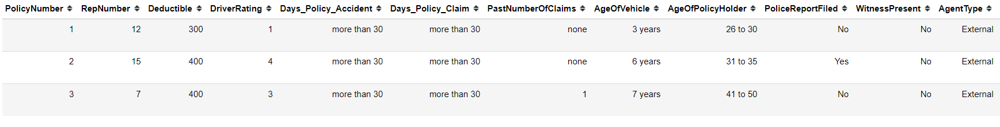 PolicyNumber RepNumber Deductible DriverRating Days_Policy_Accident Days_Policy_Claim PastNumberOfClaims AgeOfVehicle AgeOfPolicyHolder PoliceReportFiled WitnessPresent AgentType
1 12 300 1 more than 30 more than 30 none 3 years 26 to 30 No No External
2 15 400 4 more than 30 more than 30 none 6 years 31 to 35 Yes No External
3 7 400 3 more than 30 more than 30 1 7 years 41 to 50 No No External